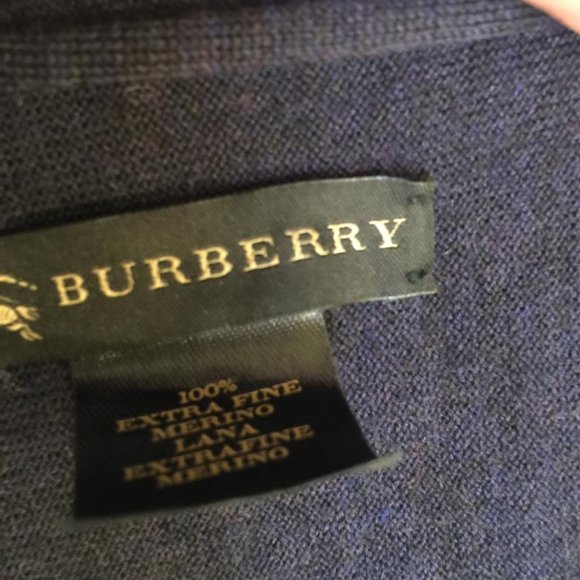 BURBERRY
100%
EXTRA FINE
MERINO
LANA
EXTRAFINE
MERINO